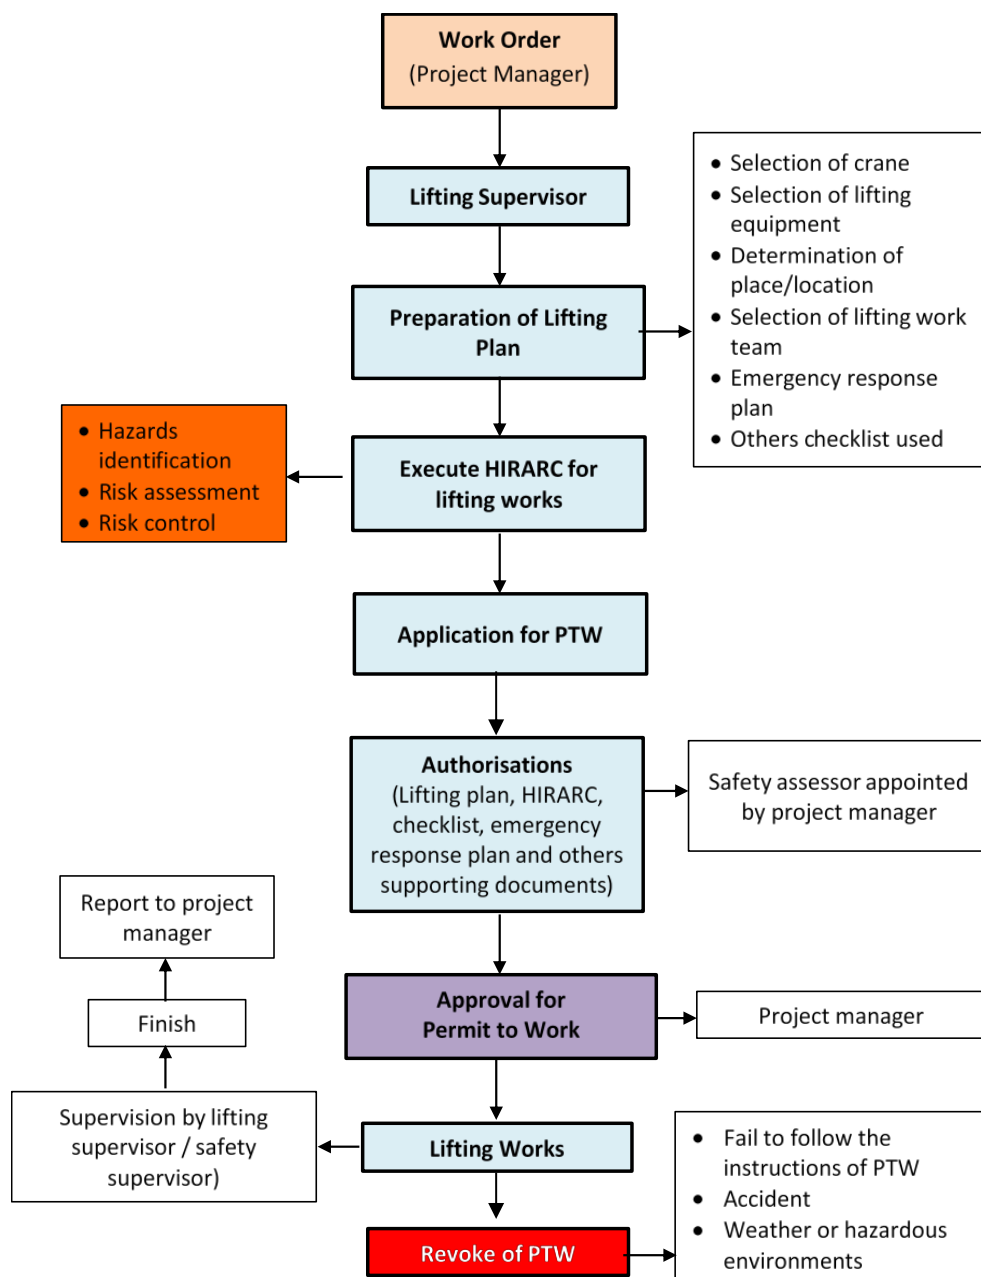 Work Order
(Project Manager)
Lifting Supervisor
Preparation of Lifting
Plan
• Selection of crane
• Selection of lifting
equipment
• Determination of
place/location
• Selection of lifting work
team
• Emergency response
plan
• Others checklist used
Execute HIRARC for
lifting works
• Hazards
identification
• Risk assessment
• Risk control
Application for PTW
Authorisations
(Lifting plan, HIRARC,
checklist, emergency
response plan and others
supporting documents)
Safety assessor appointed
by project manager
Approval for
Permit to Work
Project manager
Lifting Works
Supervision by lifting
supervisor / safety
supervisor)
Finish
Report to project
manager
Revoke of PTW
• Fail to follow the
instructions of PTW
• Accident
• Weather or hazardous
environments